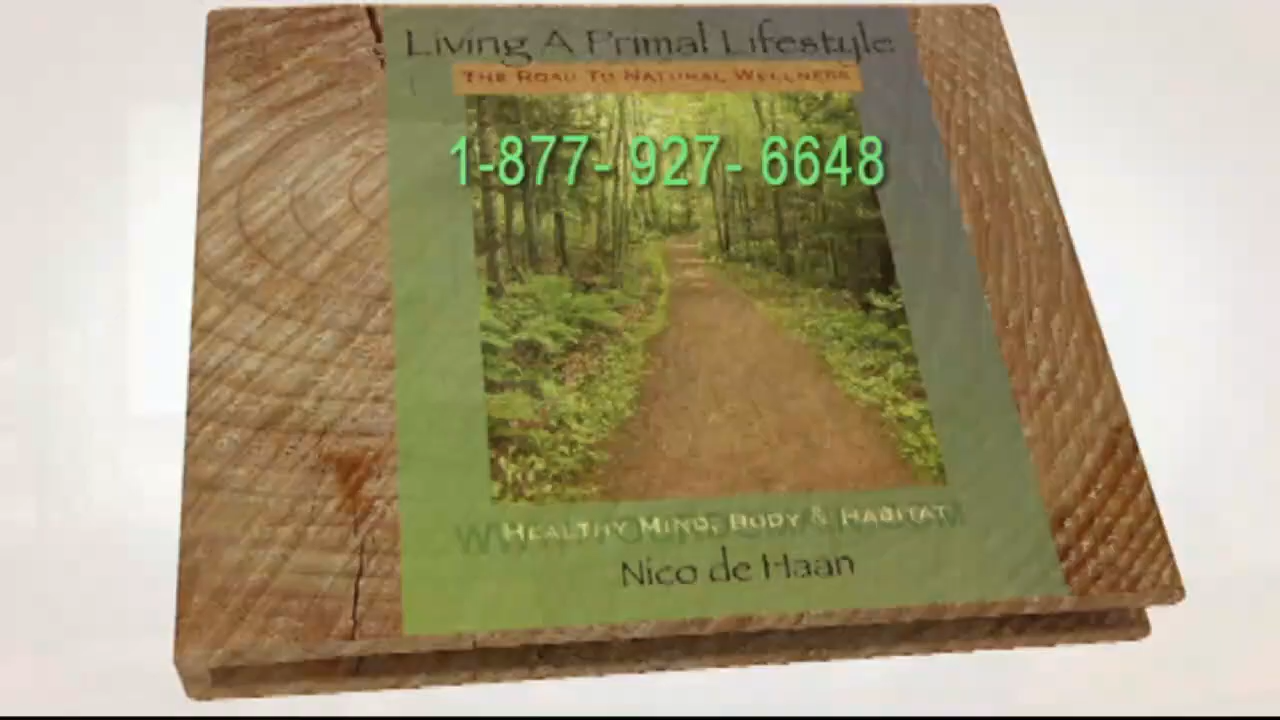 Living A Primal Lifestyle
THE ROAD TO NATURAL WELLNESS
1-877- 927- 6648
HEALTHY MIND, BODY & HABITAT
Nico de Haan